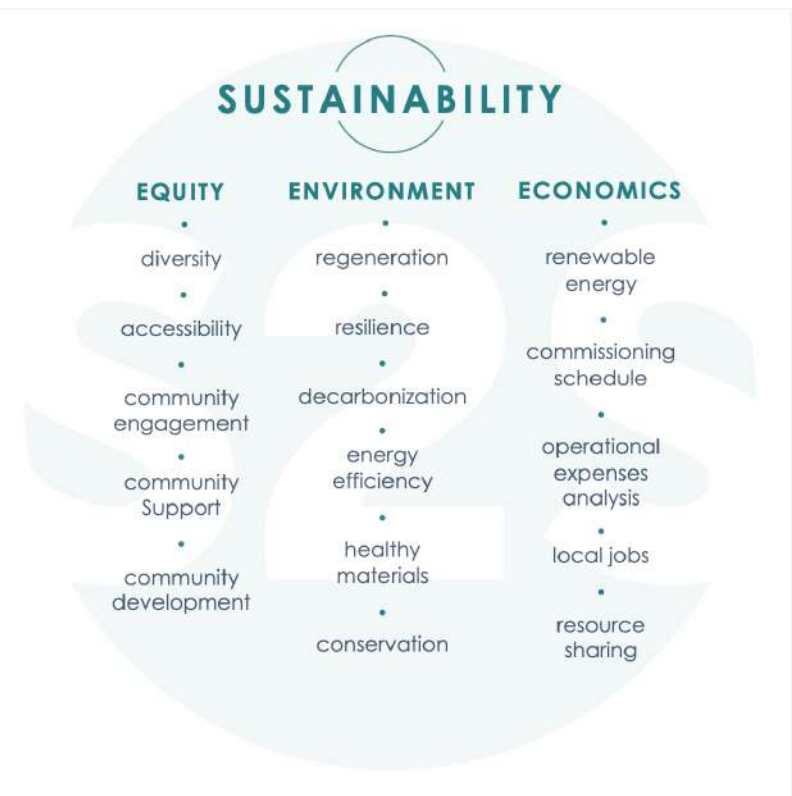 SUSTAINABILITY
EQUITY
diversity
accessibility
community
engagement
community
Support
community
development
ENVIRONMENT
regeneration
resilience
decarbonization
energy
efficiency
healthy
materials
conservation
ECONOMICS
renewable
energy
commissioning
schedule
operational
expenses
analysis
local jobs
resource
sharing
S2S